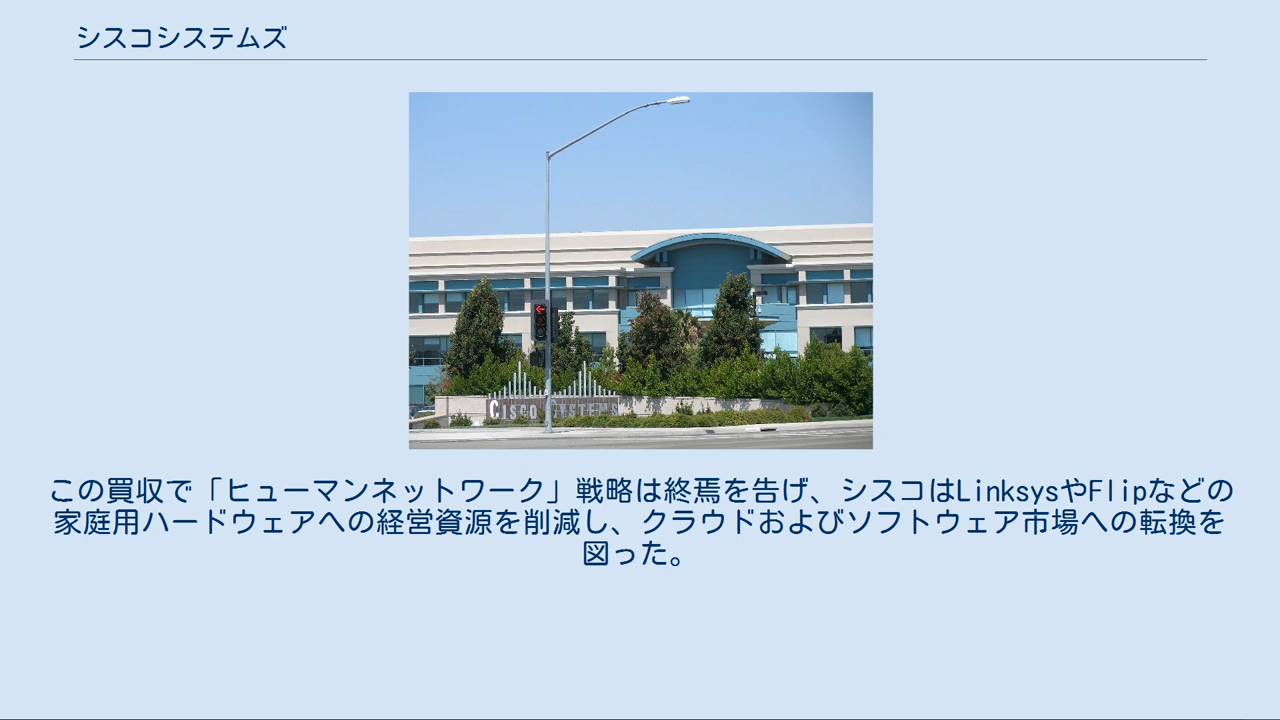 シスコシステムズ
CISCO SYSTEMS
この買収で「ヒューマンネットワーク」戦略は終焉を告げ、シスコはLinksysやFlipなどの
家庭用ハードウェアへの経営資源を削減し、クラウドおよびソフトウェア市場への転換を
図った。